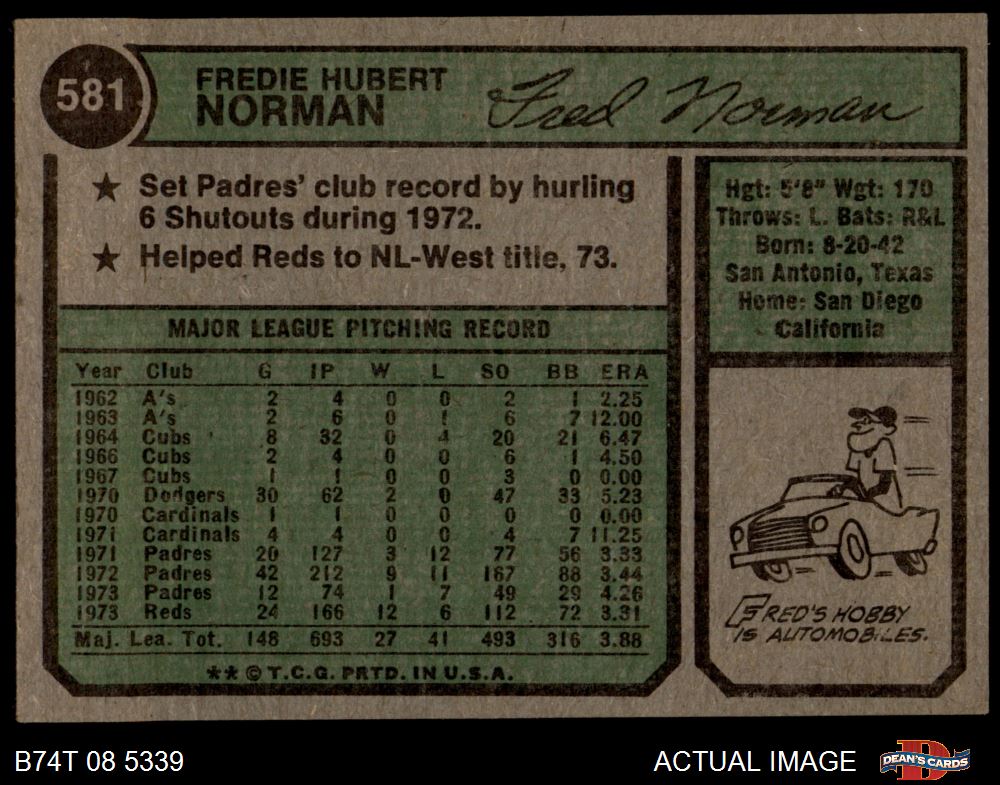 581
FREDIE HUBERT
NORMAN
Fred Norman
★ Set Padres' club record by hurling
6 Shutouts during 1972.
★ Helped Reds to NL-West title, 73.
Hgt: 5'8" Wgt: 170
Throws: L. Bats: R&L
Born: 8-20-42
San Antonio, Texas
Home: San Diego
California
MAJOR LEAGUE PITCHING RECORD
Year Club G IP W L SO BB ERA
1962 A's 2 4 0 0 2 1 2.25
1963 A's 2 6 0 1 6 7 12.00
1964 Cubs 8 32 0 4 20 21 6.47
1966 Cubs 2 4 0 0 6 1 4.50
1967 Cubs 1 1 0 0 3 0 0.00
1970 Dodgers 30 62 2 0 47 33 5.23
1970 Cardinals 1 1 0 0 0 0 0.00
1971 Cardinals 4 4 0 0 4 7 11.25
1971 Padres 20 127 3 12 77 56 3.33
1972 Padres 42 212 9 11 167 88 3.44
1973 Padres 12 74 1 7 49 29 4.26
1973 Reds 24 166 12 6 112 72 3.31
Maj. Lea. Tot. 148 693 27 41 493 316 3.88
** © T.C.G. PRTD. IN U.S.A.
FRED'S HOBBY
IS AUTOMOBILES.
B74T 08 5339
ACTUAL IMAGE
D
DEAN'S CARDS